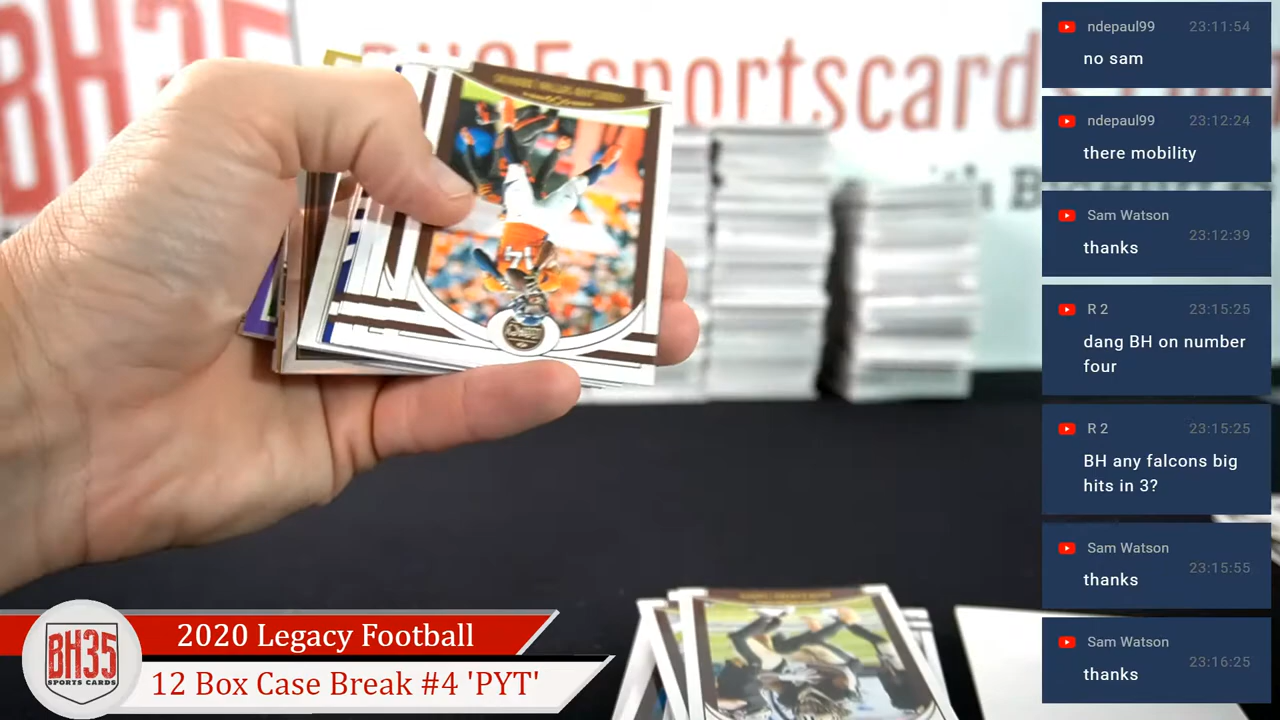 BH35
BH35sportscards
ndepaul99 23:11:54
no sam
ndepaul99 23:12:24
there mobility
Sam Watson 23:12:39
thanks
R 2 23:15:25
dang BH on number
four
R 2 23:15:25
BH any falcons big
hits in 3?
Sam Watson 23:15:55
thanks
Sam Watson 23:16:25
thanks
14
BH35
SPORTS CARDS
2020 Legacy Football
12 Box Case Break #4 'PYT'